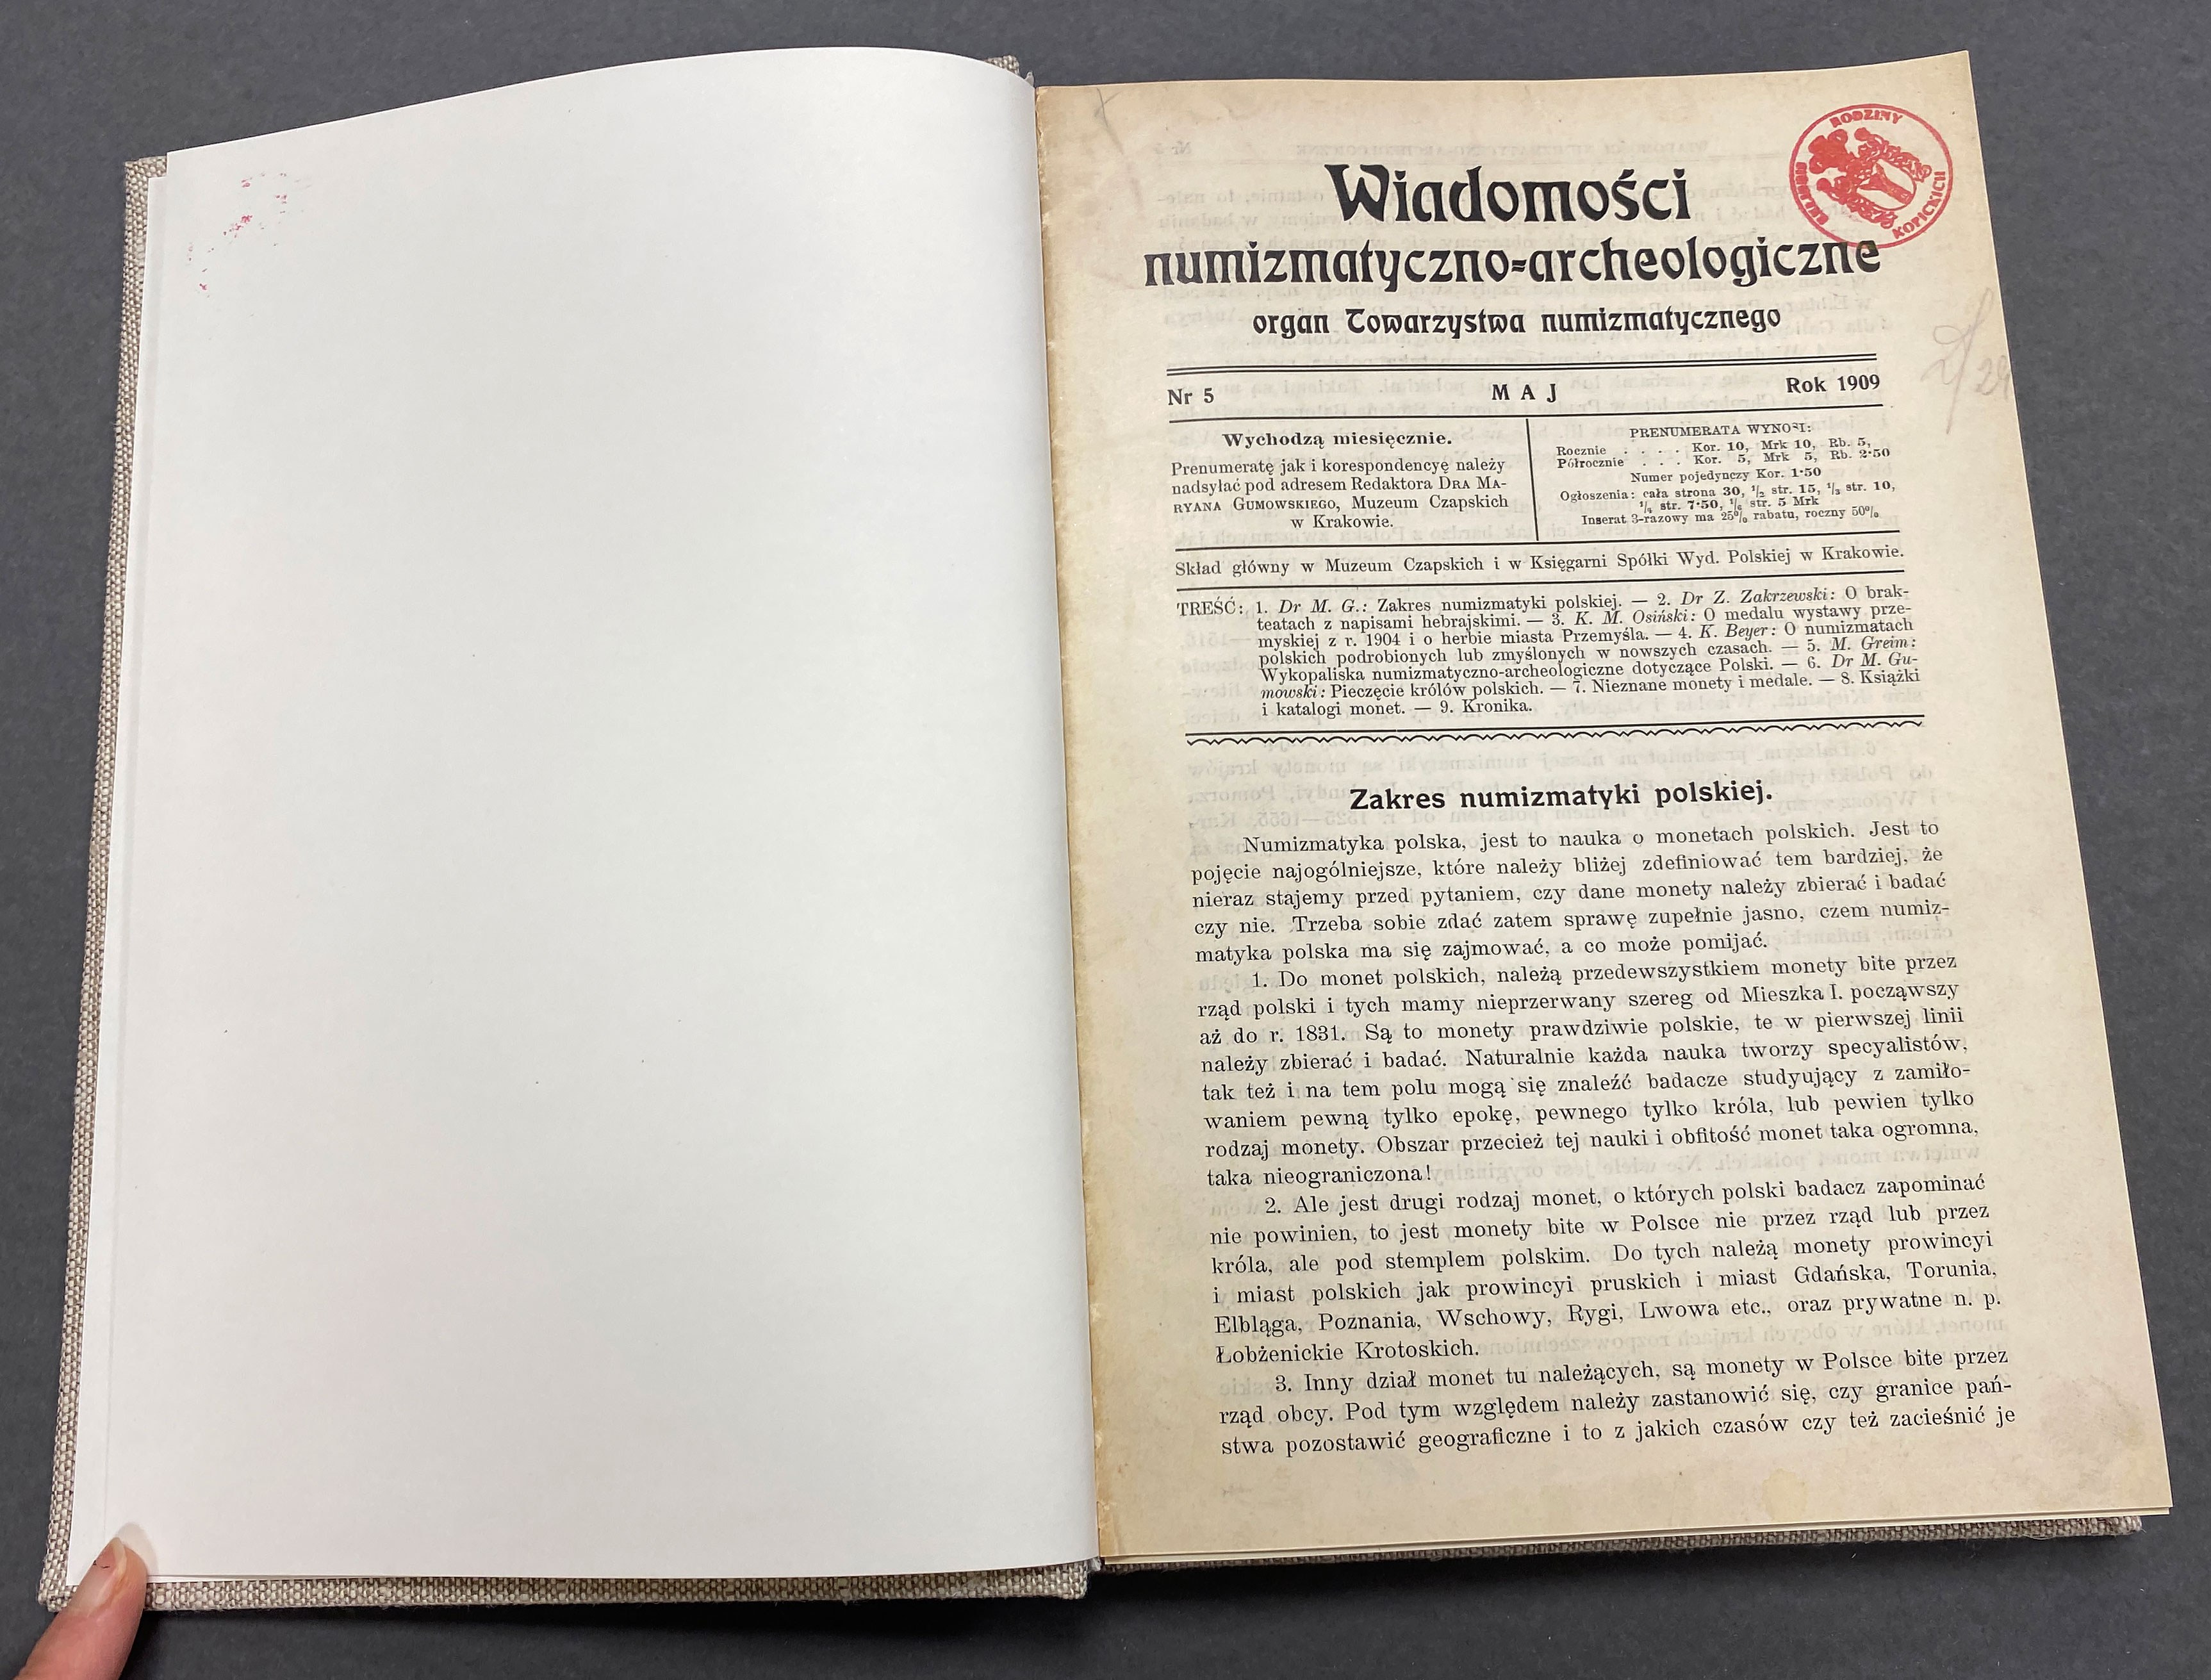 RODZINY
KOPICKICH
Wiadomości
numizmatyczno-archeologiczne
organ Towarzystwa numizmatycznego
Nr 5 MAJ Rok 1909
Wychodzą miesięcznie.
Prenumeratę jak i korespondencyę należy
nadsyłać pod adresem Redaktora DRA MA-
RYANA GUMOWSKIEGO, Muzeum Czapskich
w Krakowie.
PRENUMERATA WYNOSI:
Rocznie . . . . Kor. 10, Mrk 10, Rb. 5,
Półrocznie . . . Kor. 5, Mrk 5, Rb. 2·50
Numer pojedynczy Kor. 1·50
Ogłoszenia: cała strona 30, 1/2 str. 15, 1/3 str. 10,
1/4 str. 7·50, 1/6 str. 5 Mrk
Inserat 3-razowy ma 25% rabatu, roczny 50%
Skład główny w Muzeum Czapskich i w Księgarni Spółki Wyd. Polskiej w Krakowie.
TREŚĆ: 1. Dr M. G.: Zakres numizmatyki polskiej. — 2. Dr Z. Zakrzewski: O brak-
teatach z napisami hebrajskimi. — 3. K. M. Osiński: O medalu wystawy prze-
myskiej z r. 1904 i o herbie miasta Przemyśla. — 4. K. Beyer: O numizmatach
polskich podrobionych lub zmyślonych w nowszych czasach. — 5. M. Greim:
Wykopaliska numizmatyczno-archeologiczne dotyczące Polski. — 6. Dr M. Gu-
mowski: Pieczęcie królów polskich. — 7. Nieznane monety i medale. — 8. Książki
i katalogi monet. — 9. Kronika.
Zakres numizmatyki polskiej.
Numizmatyka polska, jest to nauka o monetach polskich. Jest to
pojęcie najogólniejsze, które należy bliżej zdefiniować tem bardziej, że
nieraz stajemy przed pytaniem, czy dane monety należy zbierać i badać
czy nie. Trzeba sobie zdać zatem sprawę zupełnie jasno, czem numiz-
matyka polska ma się zajmować, a co może pomijać.
1. Do monet polskich, należą przedewszystkiem monety bite przez
rząd polski i tych mamy nieprzerwany szereg od Mieszka I. począwszy
aż do r. 1831. Są to monety prawdziwie polskie, te w pierwszej linii
należy zbierać i badać. Naturalnie każda nauka tworzy specyalistów,
tak też i na tem polu mogą się znaleźć badacze studyujący z zamiło-
waniem pewną tylko epokę, pewnego tylko króla, lub pewien tylko
rodzaj monety. Obszar przecież tej nauki i obfitość monet taka ogromna,
taka nieograniczona!
2. Ale jest drugi rodzaj monet, o których polski badacz zapominać
nie powinien, to jest monety bite w Polsce nie przez rząd lub przez
króla, ale pod stemplem polskim. Do tych należą monety prowincyi
i miast polskich jak prowincyi pruskich i miast Gdańska, Torunia,
Elbląga, Poznania, Wschowy, Rygi, Lwowa etc., oraz prywatne n. p.
Łobżenickie Krotoskich.
3. Inny dział monet tu należących, są monety w Polsce bite przez
rząd obcy. Pod tym względem należy zastanowić się, czy granice pań-
stwa pozostawić geograficzne i to z jakich czasów czy też zacieśnić je